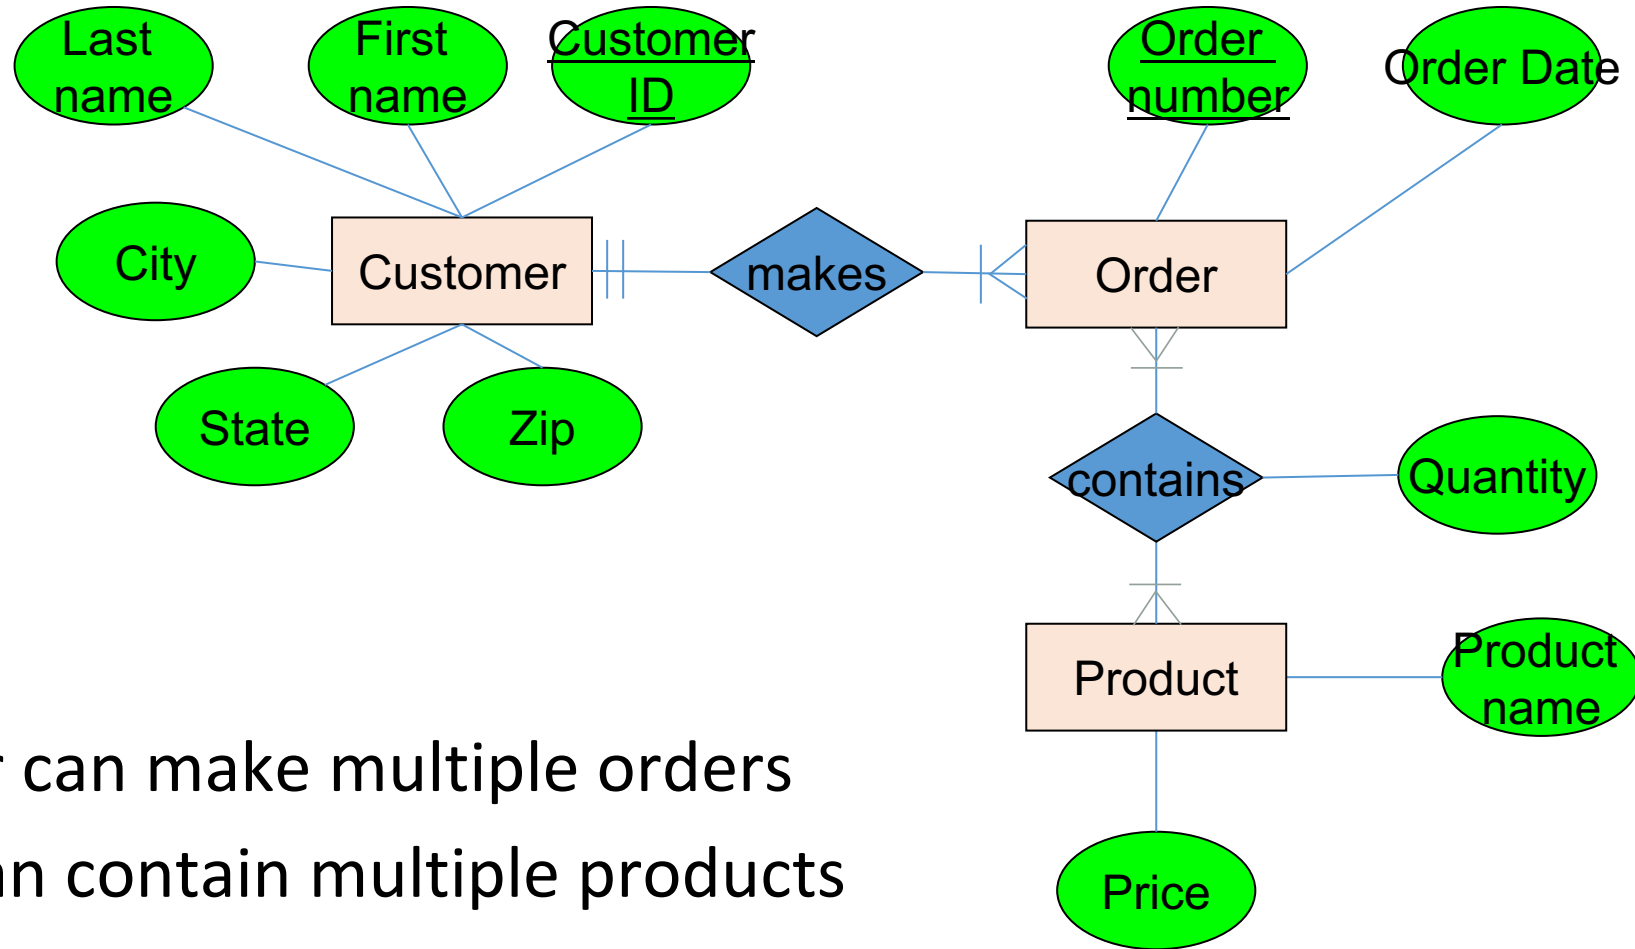 Last
name
First
name
Customer
ID
Order
number
Order Date
City
Customer
makes
Order
State
Zip
contains
Quantity
Product
Product
name
can make multiple orders
contain multiple products
Price